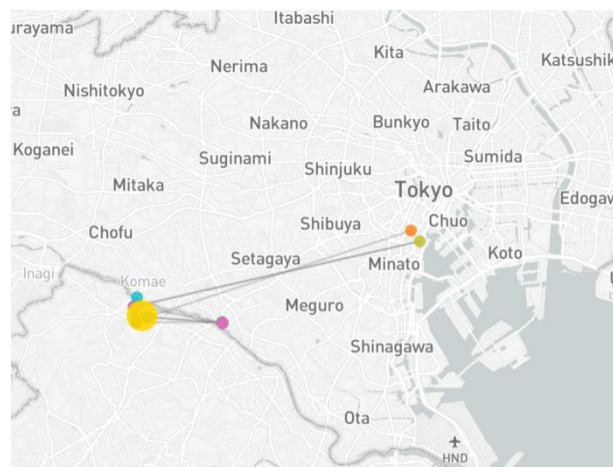 Itabashi
urayama
Kita
Katsushik
Nerima
Nishitokyo
Arakawa
Nakano
Bunkyo
Taito
Koganei
Suginami
Shinjuku
Sumida
Mitaka
Tokyo
Edogaw
Shibuya
Chuo
Chofu
Setagaya
Minato
Koto
Inagi
Komae
Meguro
Shinagawa
Ota
HND